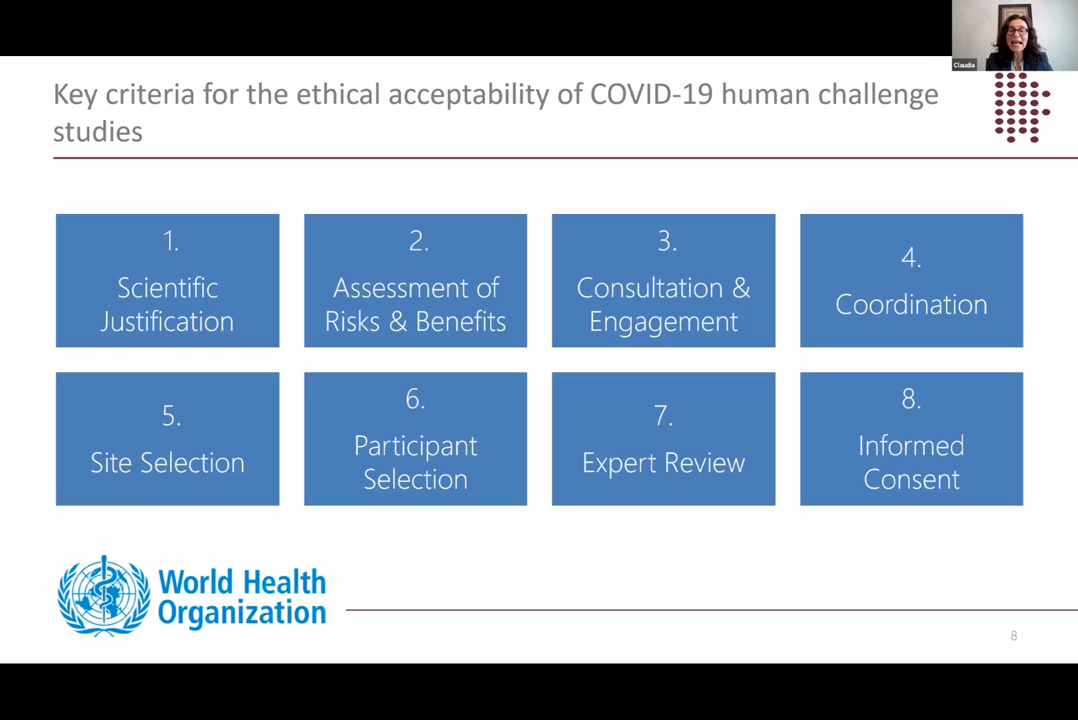 Claudia
Key criteria for the ethical acceptability of COVID-19 human challenge
studies
1.
Scientific
Justification
2.
Assessment of
Risks & Benefits
3.
Consultation &
Engagement
4.
Coordination
5.
Site Selection
6.
Participant
Selection
7.
Expert Review
8.
Informed
Consent
World Health
Organization
8